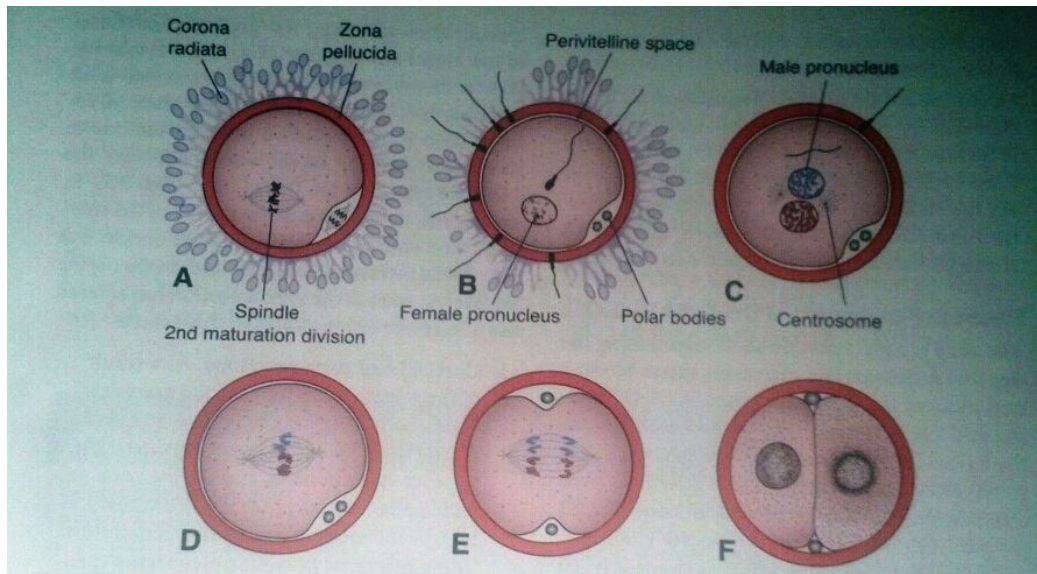 Corona
radiata
Zona
pellucida
Perivitelline space
Male pronucleus
A
B
C
Spindle
2nd maturation division
Female pronucleus
Polar bodies
Centrosome
D
E
F